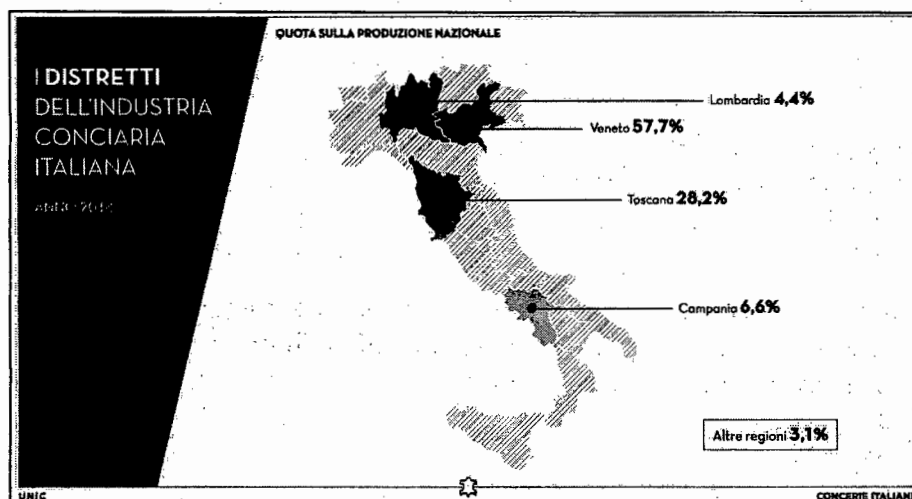 QUOTA SULLA PRODUZIONE NAZIONALE
I DISTRETTI
DELL'INDUSTRIA
CONCIARIA
ITALIANA
Lombardia 4,4%
Veneto 57,7%
Toscana 28,2%
Campania 6,6%
Altre regioni 3,1%
UNIC
CONCERIE ITALIANE